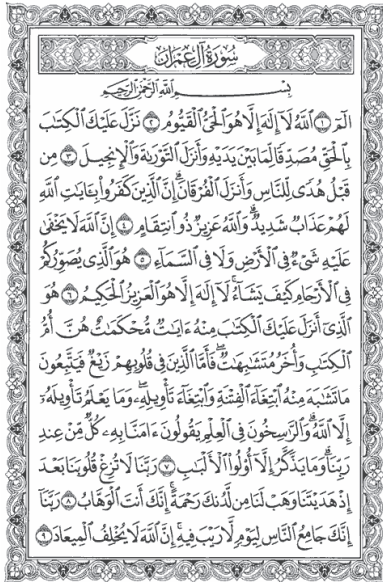 سُورَةُ آلِ عِمْرَانَ
بِسْمِ ٱللَّهِ ٱلرَّحْمَٰنِ ٱلرَّحِيمِ
الٓمٓ ١ ٱللَّهُ لَآ إِلَٰهَ إِلَّا هُوَ ٱلْحَىُّ ٱلْقَيُّومُ ٢ نَزَّلَ عَلَيْكَ ٱلْكِتَٰبَ
بِٱلْحَقِّ مُصَدِّقًا لِّمَا بَيْنَ يَدَيْهِ وَأَنزَلَ ٱلتَّوْرَىٰةَ وَٱلْإِنجِيلَ ٣ مِن
قَبْلُ هُدًى لِّلنَّاسِ وَأَنزَلَ ٱلْفُرْقَانَ ۗ إِنَّ ٱلَّذِينَ كَفَرُوا۟ بِـَٔايَٰتِ ٱللَّهِ
لَهُمْ عَذَابٌ شَدِيدٌ ۗ وَٱللَّهُ عَزِيزٌ ذُو ٱنتِقَامٍ ٤ إِنَّ ٱللَّهَ لَا يَخْفَىٰ
عَلَيْهِ شَىْءٌ فِى ٱلْأَرْضِ وَلَا فِى ٱلسَّمَآءِ ٥ هُوَ ٱلَّذِى يُصَوِّرُكُمْ
فِى ٱلْأَرْحَامِ كَيْفَ يَشَآءُ ۚ لَآ إِلَٰهَ إِلَّا هُوَ ٱلْعَزِيزُ ٱلْحَكِيمُ ٦ هُوَ
ٱلَّذِىٓ أَنزَلَ عَلَيْكَ ٱلْكِتَٰبَ مِنْهُ ءَايَٰتٌ مُّحْكَمَٰتٌ هُنَّ أُمُّ
ٱلْكِتَٰبِ وَأُخَرُ مُتَشَٰبِهَٰتٌ ۖ فَأَمَّا ٱلَّذِينَ فِى قُلُوبِهِمْ زَيْغٌ فَيَتَّبِعُونَ
مَا تَشَٰبَهَ مِنْهُ ٱبْتِغَآءَ ٱلْفِتْنَةِ وَٱبْتِغَآءَ تَأْوِيلِهِۦ ۗ وَمَا يَعْلَمُ تَأْوِيلَهُۥٓ
إِلَّا ٱللَّهُ ۗ وَٱلرَّٰسِخُونَ فِى ٱلْعِلْمِ يَقُولُونَ ءَامَنَّا بِهِۦ كُلٌّ مِّنْ عِندِ
رَبِّنَا ۗ وَمَا يَذَّكَّرُ إِلَّآ أُو۟لُوا۟ ٱلْأَلْبَٰبِ ٧ رَبَّنَا لَا تُزِغْ قُلُوبَنَا بَعْدَ
إِذْ هَدَيْتَنَا وَهَبْ لَنَا مِن لَّدُنكَ رَحْمَةً ۚ إِنَّكَ أَنتَ ٱلْوَهَّابُ ٨ رَبَّنَآ
إِنَّكَ جَامِعُ ٱلنَّاسِ لِيَوْمٍ لَّا رَيْبَ فِيهِ ۚ إِنَّ ٱللَّهَ لَا يُخْلِفُ ٱلْمِيعَادَ ٩